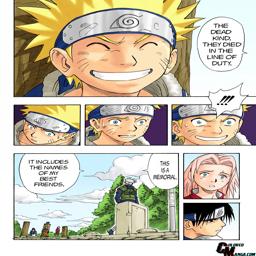 THE
DEAD
KIND.
THEY DIED
IN THE
LINE OF
DUTY.
!!!
THIS
IS A
MEMORIAL.
IT INCLUDES
THE NAMES
OF MY
BEST
FRIENDS.
COLORED
MANGA.COM